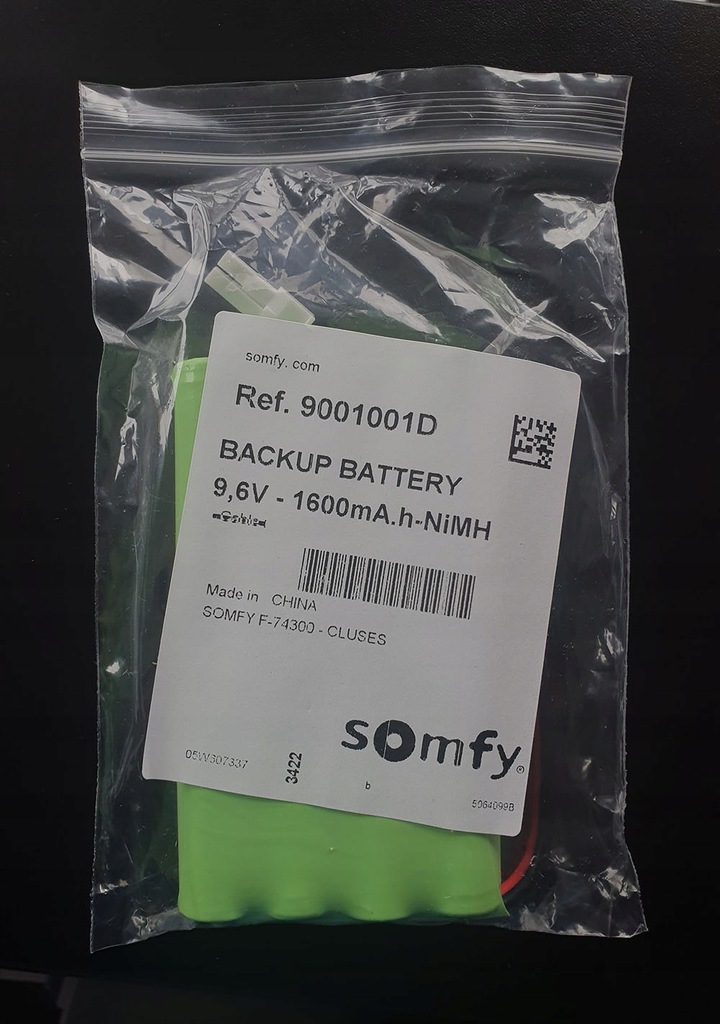 somfy. com
Ref. 9001001D
BACKUP BATTERY
9,6V - 1600mA.h-NiMH
Made in CHINA
SOMFY F-74300 - CLUSES
somfy®
3422
b
5064099B